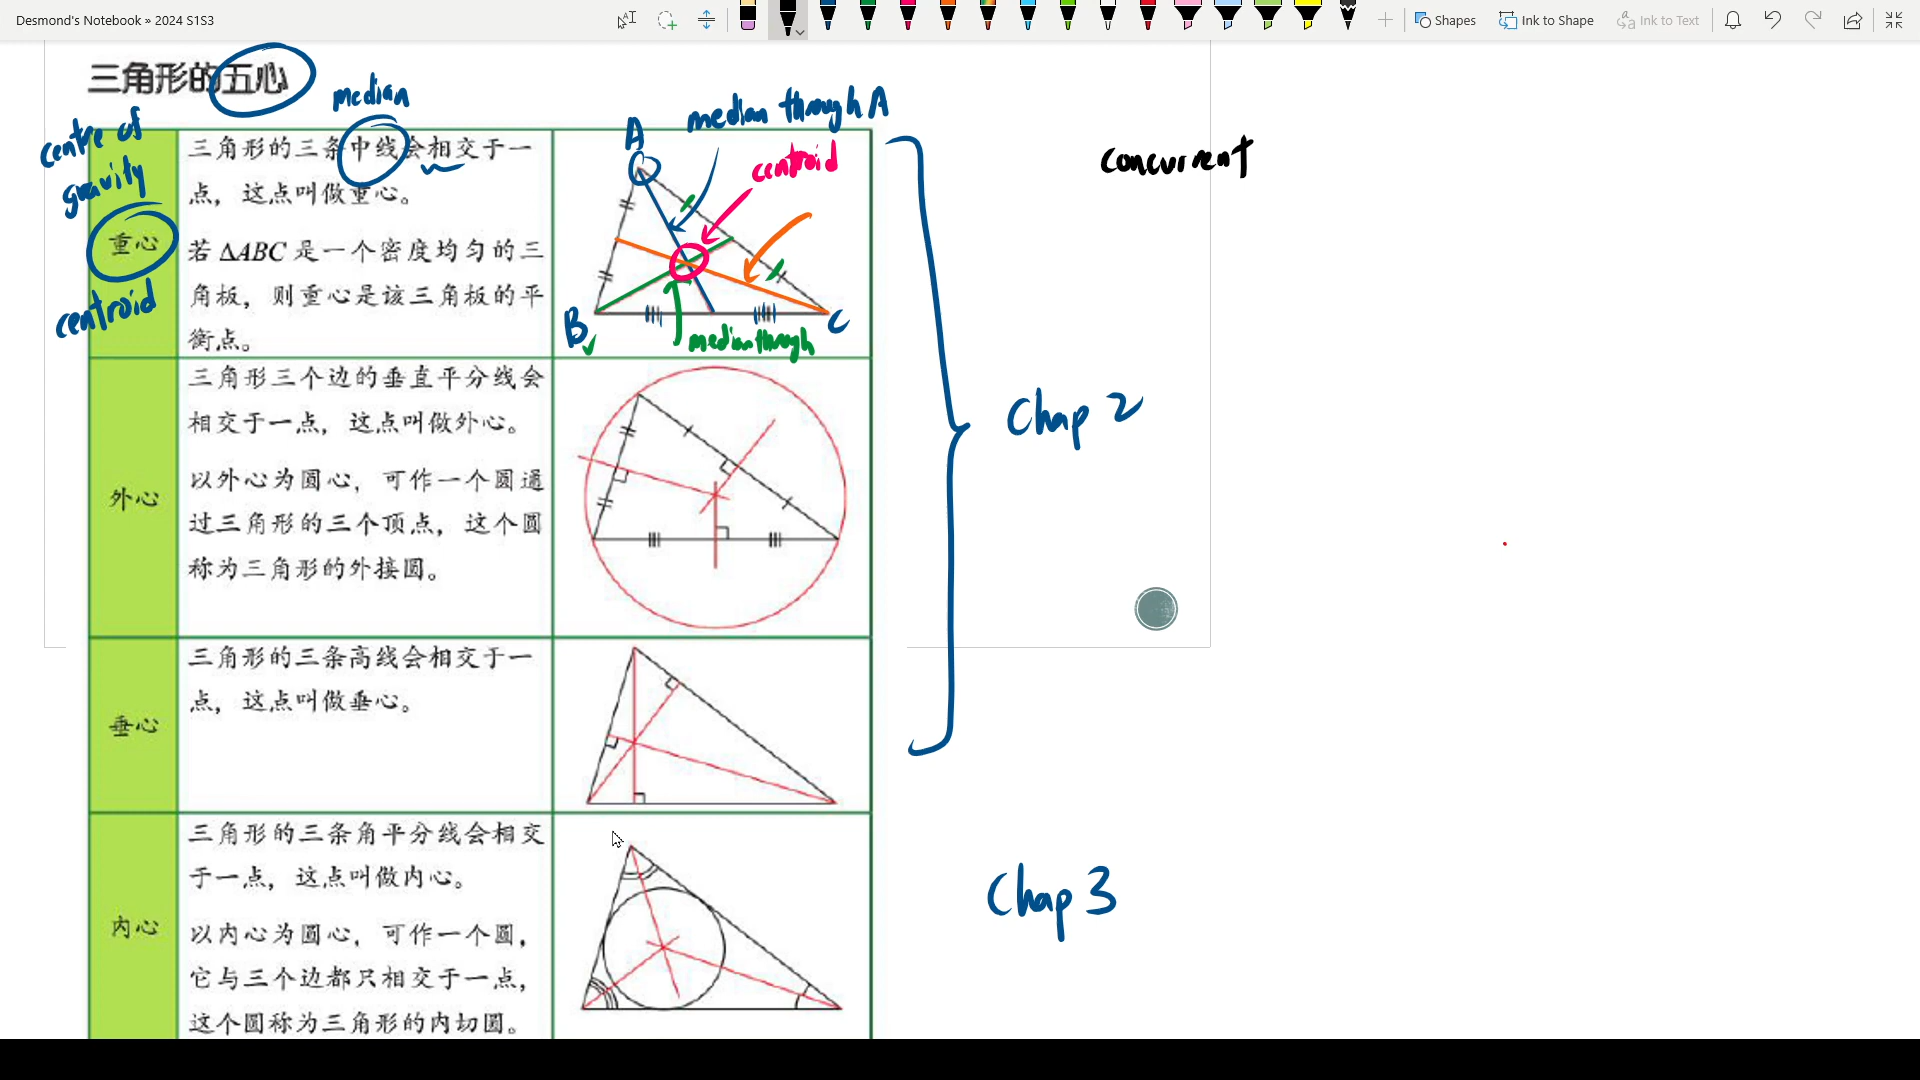 Desmond's Notebook » 2024 S1S3
Shapes
Ink to Shape
Ink to Text
三角形的五心
median
centre of
gravity
重心
centroid
三角形的三条中线会相交于一
点，这点叫做重心。
若 ΔABC 是一个密度均匀的三
角板，则重心是该三角板的平
衡点。
median through A
A
centroid
B
C
median through
concurrent
外心
三角形三个边的垂直平分线会
相交于一点，这点叫做外心。
以外心为圆心，可作一个圆通
过三角形的三个顶点，这个圆
称为三角形的外接圆。
Chap 2
垂心
三角形的三条高线会相交于一
点，这点叫做垂心。
内心
三角形的三条角平分线会相交
于一点，这点叫做内心。
以内心为圆心，可作一个圆，
它与三个边都只相交于一点，
这个圆称为三角形的内切圆。
Chap 3